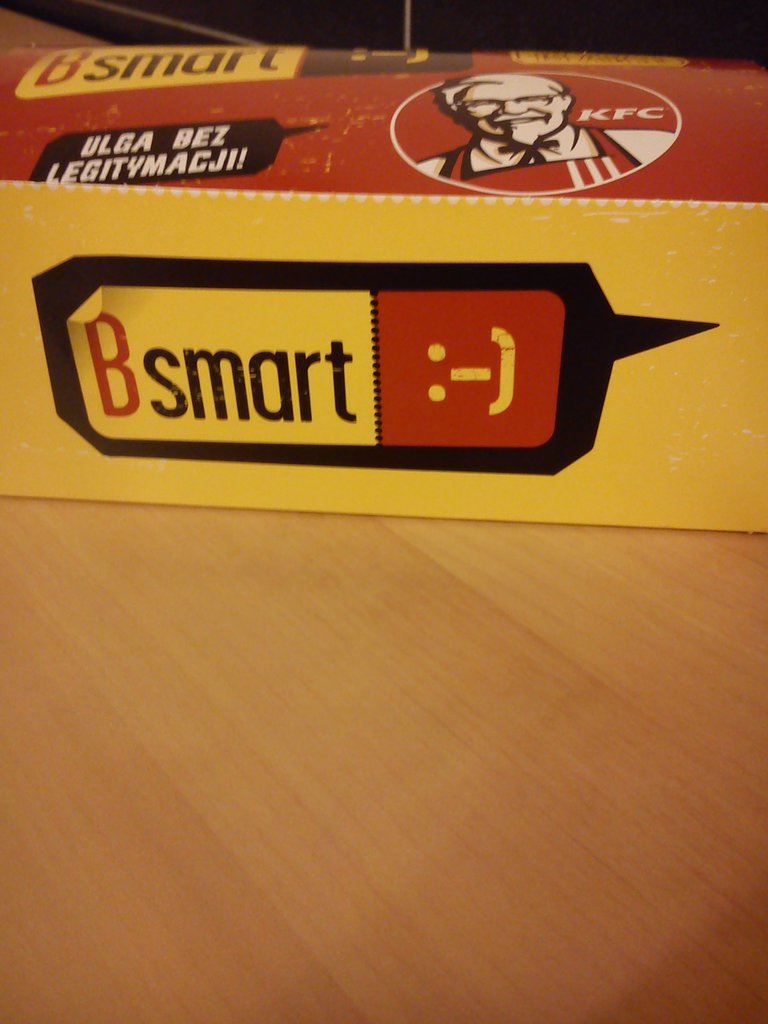 Bsmart
ULGA BEZ
LEGITYMACJI!
KFC
Bsmart :-)